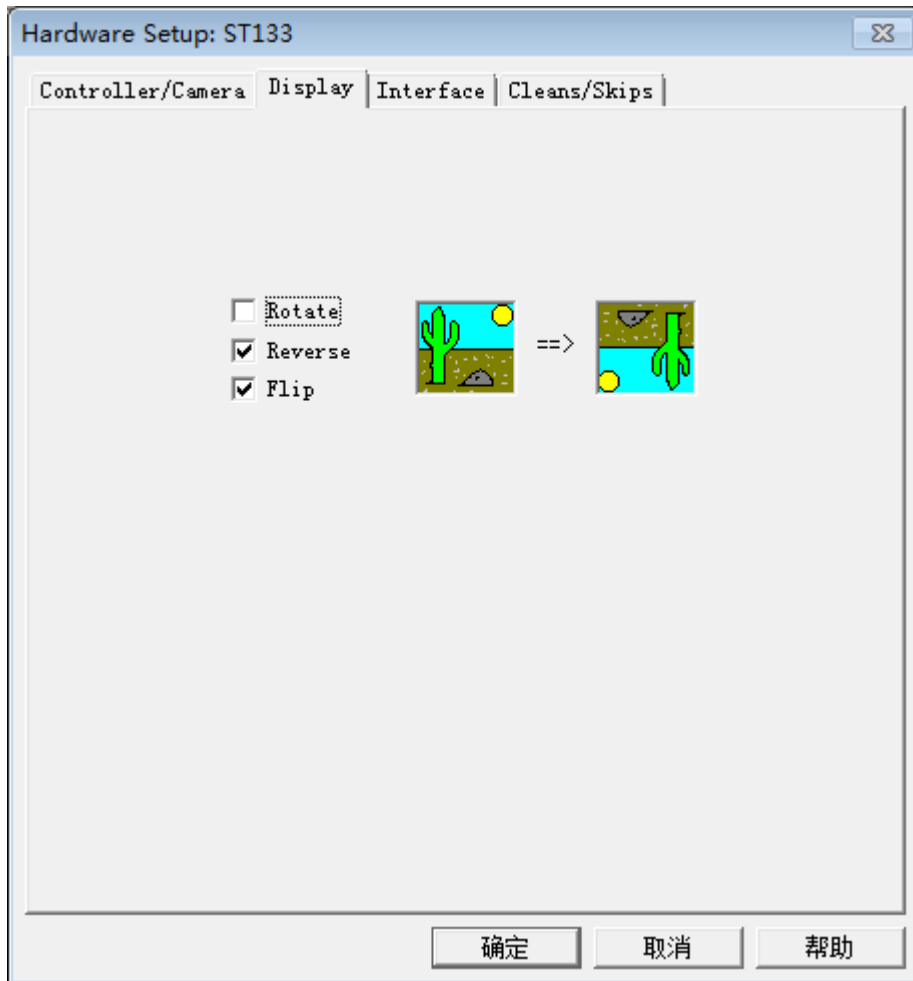 Hardware Setup: ST133
Controller/Camera Display Interface Cleans/Skips
Rotate
==>
Reverse
Flip
确定 取消 帮助